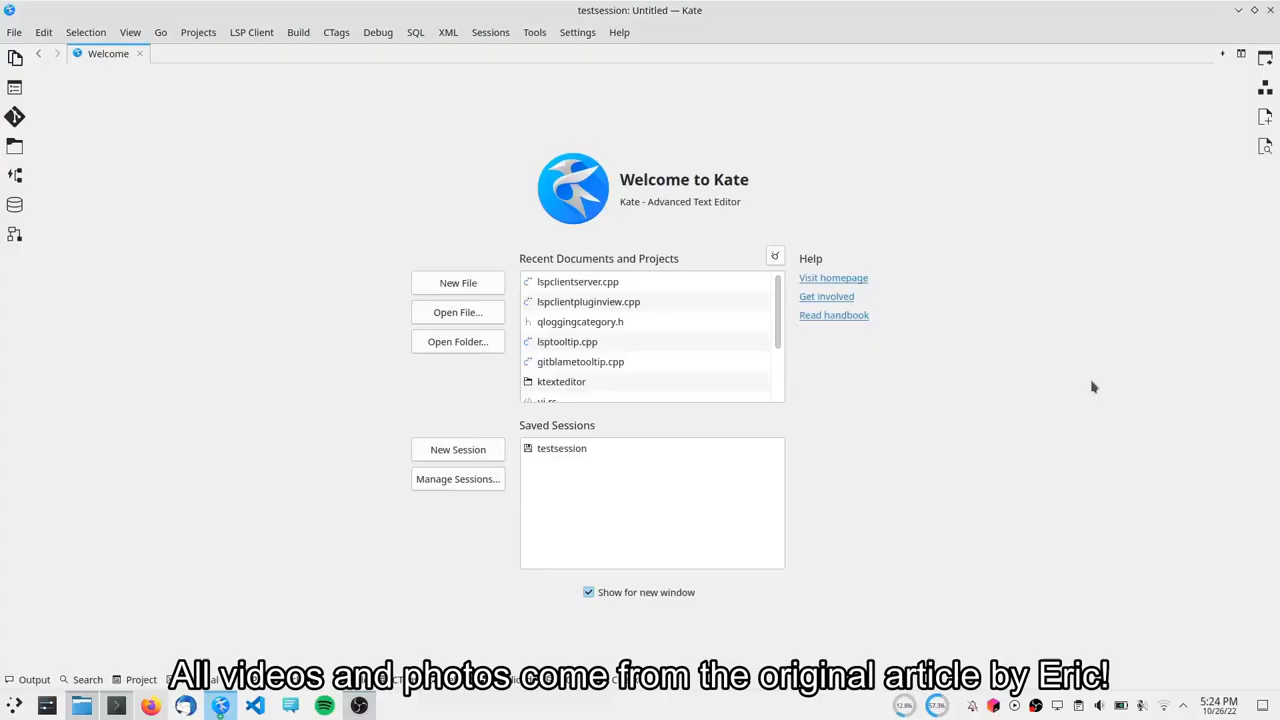 testsession: Untitled — Kate
File Edit Selection View Go Projects LSP Client Build CTags Debug SQL XML Sessions Tools Settings Help
Welcome
Welcome to Kate
Kate - Advanced Text Editor
Recent Documents and Projects
Help
New File
Open File...
Open Folder...
lspclientserver.cpp
lspclientpluginview.cpp
qloggingcategory.h
lsptooltip.cpp
gitblametooltip.cpp
ktexteditor
Visit homepage
Get involved
Read handbook
Saved Sessions
New Session
Manage Sessions...
testsession
Show for new window
All videos and photos come from the original article by Eric!
Output Search Project
12.8% 57.3%
5:24 PM
10/26/22